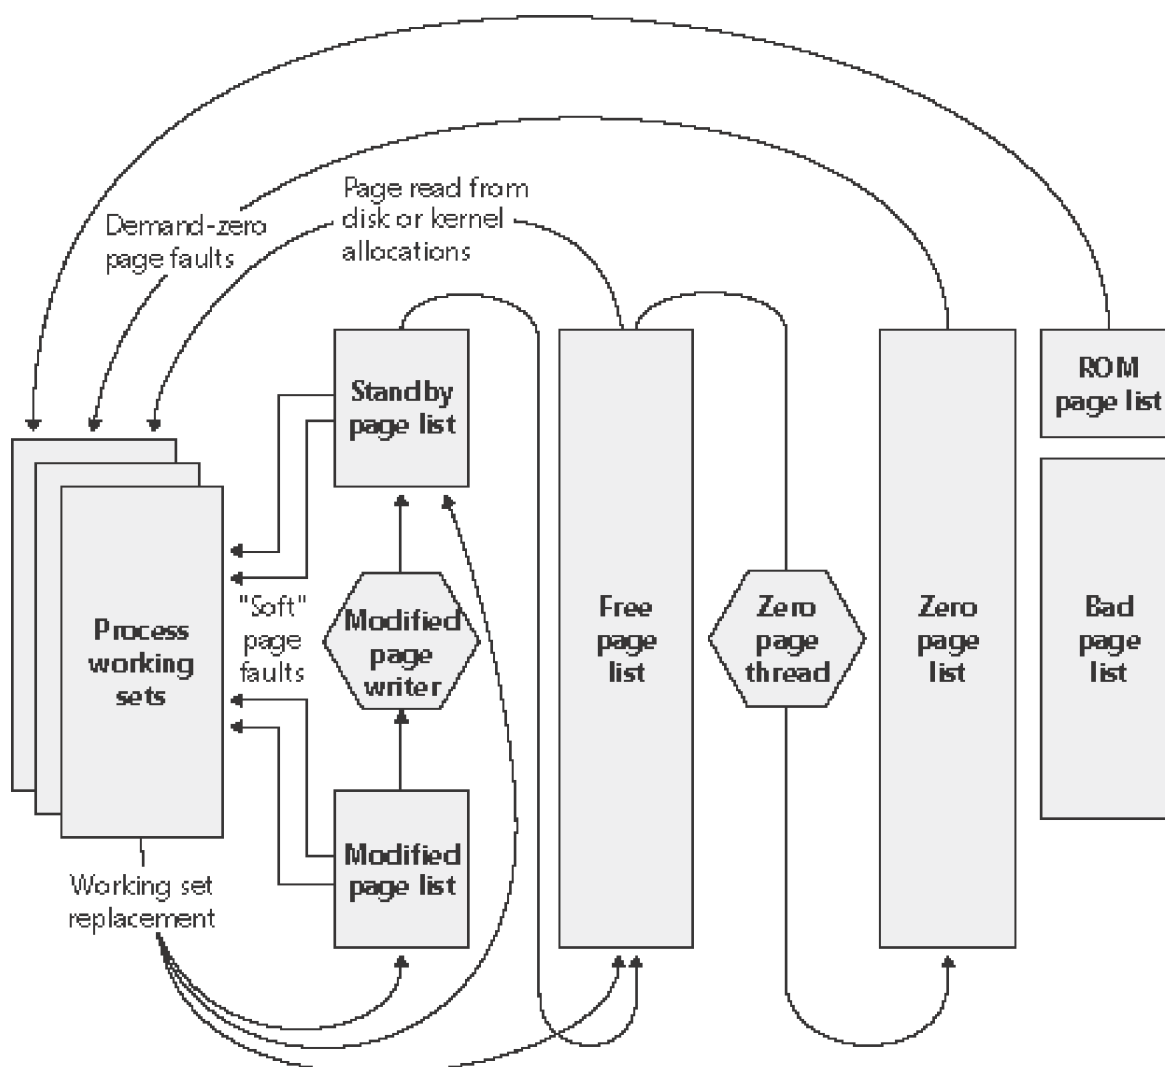 Page read from
disk or kernel
allocations
Demand-zero
page faults
Standby
page list
ROM
page list
Process
working
sets
"Soft"
page
faults
Modified
page
writer
Free
page
list
Zero
page
thread
Zero
page
list
Bad
page
list
Modified
page list
Working set
replacement